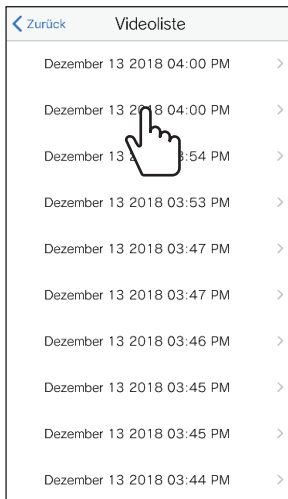 Zurück Videoliste
Dezember 13 2018 04:00 PM
Dezember 13 2018 04:00 PM
Dezember 13 :54 PM
Dezember 13 2018 03:53 PM
Dezember 13 2018 03:47 PM
Dezember 13 2018 03:47 PM
Dezember 13 2018 03:46 PM
Dezember 13 2018 03:45 PM
Dezember 13 2018 03:45 PM
Dezember 13 2018 03:44 PM